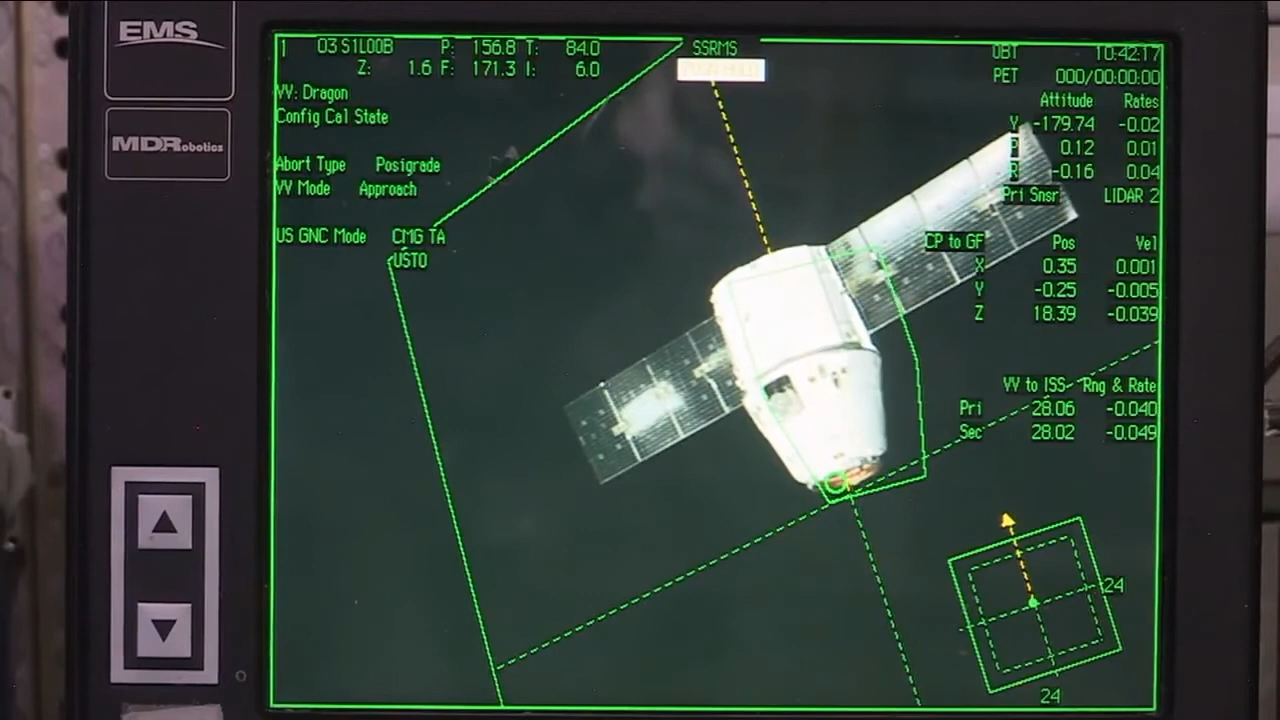 EMS
MDRobotics
1 03 S1L00B P: 156.8 T: 84.0
Z: 1.6 F: 171.3 I: 6.0
VV: Dragon
Config Cal State
Abort Type Posigrade
VV Mode Approach
US GNC Mode CMG TA
USTO
SSRMS
10:42:17
PET 000/00:00:00
Attitude Rates
Y -179.74 -0.02
P 0.12 0.01
R -0.16 0.04
Pri Snsr LIDAR 2
CP to GF Pos Vel
X 0.35 0.001
Y -0.25 -0.005
Z 18.39 -0.039
VV to ISS Rng & Rate
Pri 28.06 -0.040
Sec 28.02 -0.049
24
24